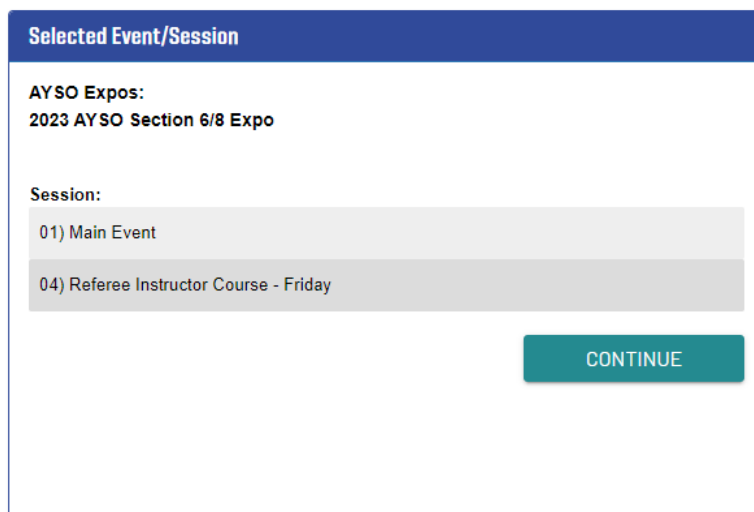 Selected Event/Session
AYSO Expos:
2023 AYSO Section 6/8 Expo
Session:
01) Main Event
04) Referee Instructor Course - Friday
CONTINUE